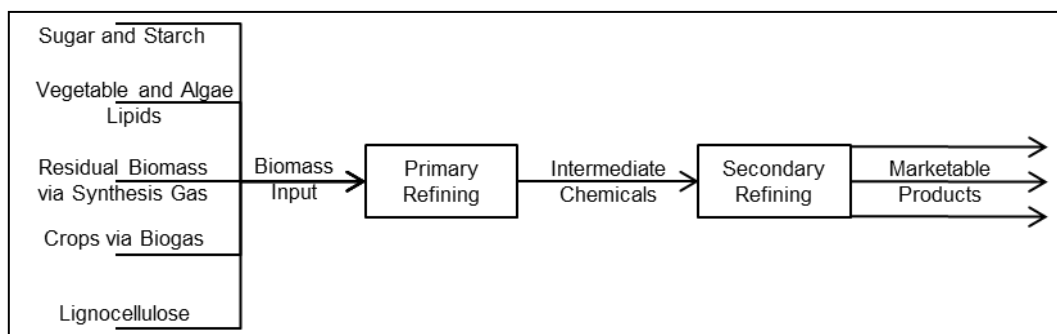 Sugar and Starch
Vegetable and Algae
Lipids
Residual Biomass
via Synthesis Gas
Crops via Biogas
Lignocellulose
Biomass
Input
Primary
Refining
Intermediate
Chemicals
Secondary
Refining
Marketable
Products